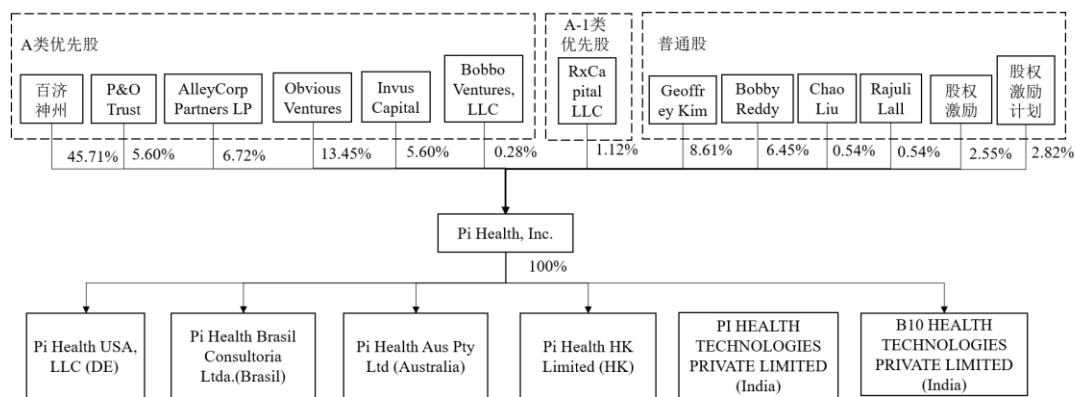 A类优先股
百济
神州
P&O
Trust
AlleyCorp
Partners LP
Obvious
Ventures
Invus
Capital
Bobbo
Ventures,
LLC
A-1类
优先股
RxCa
pital
LLC
普通股
Geoffr
ey Kim
Bobby
Reddy
Chao
Liu
Rajuli
Lall
股权
激励
股权
激励
计划
45.71%
5.60%
6.72%
13.45%
5.60%
0.28%
1.12%
8.61%
6.45%
0.54%
0.54%
2.55%
2.82%
Pi Health, Inc.
100%
Pi Health USA,
LLC (DE)
Pi Health Brasil
Consultoria
Ltda.(Brasil)
Pi Health Aus Pty
Ltd (Australia)
Pi Health HK
Limited (HK)
PI HEALTH
TECHNOLOGIES
PRIVATE LIMITED
(India)
B10 HEALTH
TECHNOLOGIES
PRIVATE LIMITED
(India)